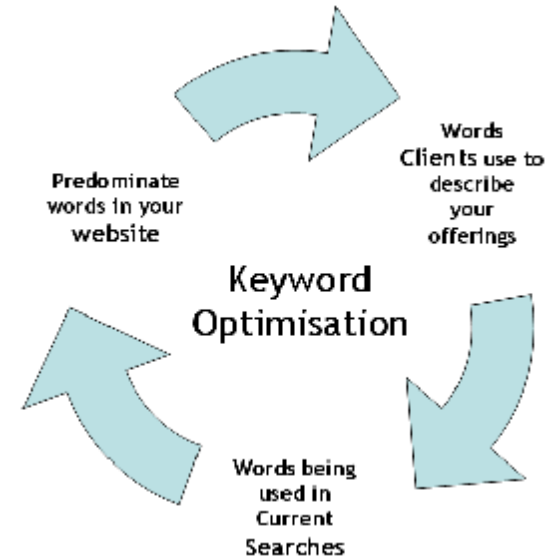 Words
Clients use to
describe
your
offerings
Predominate
words in your
website
Keyword
Optimisation
Words being
used in
Current
Searches